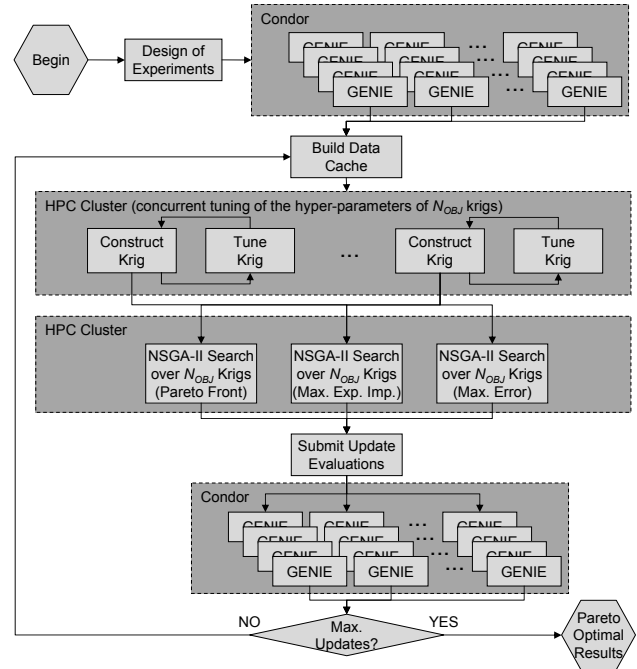 Condor
Begin
Design of
Experiments
GENIE GENIE ... GENIE
GENIE GENIE GENIE
GENIE GENIE ... GENIE
GENIE GENIE GENIE
Build Data
Cache
HPC Cluster (concurrent tuning of the hyper-parameters of NOBJ krigs)
Construct
Krig
Tune
Krig
...
Construct
Krig
Tune
Krig
HPC Cluster
NSGA-II Search
over NOBJ Krigs
(Pareto Front)
NSGA-II Search
over NOBJ Krigs
(Max. Exp. Imp.)
NSGA-II Search
over NOBJ Krigs
(Max. Error)
Submit Update
Evaluations
Condor
GENIE GENIE ... GENIE
GENIE GENIE GENIE
GENIE GENIE ... GENIE
GENIE GENIE GENIE
NO
Max.
Updates?
YES
Pareto
Optimal
Results